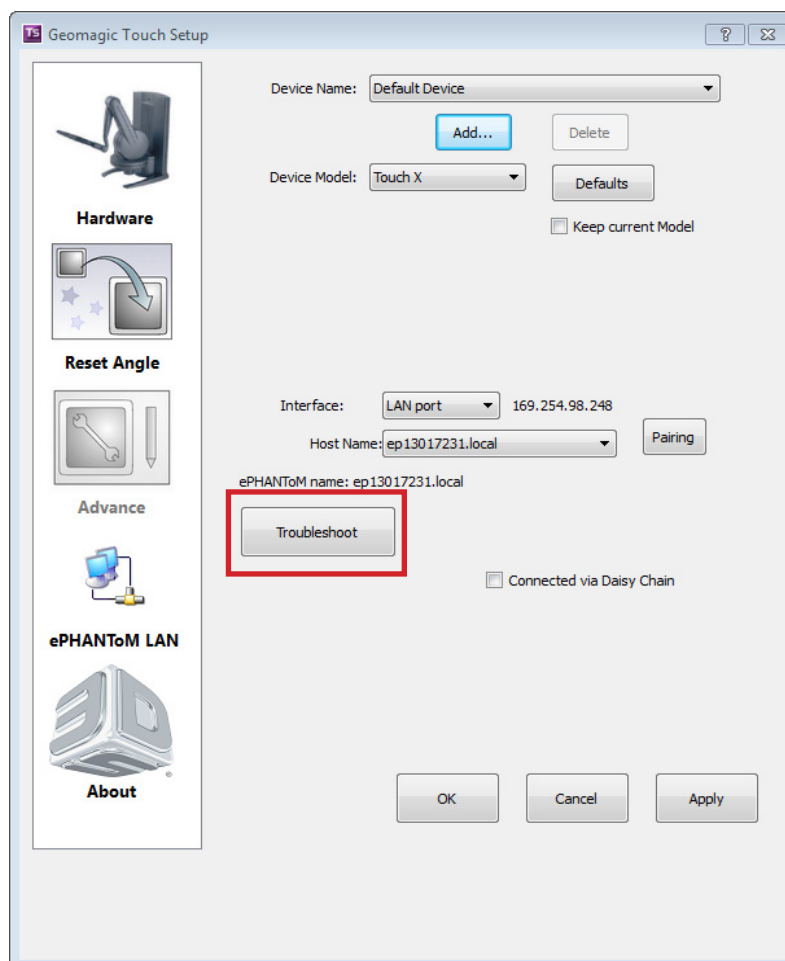 Geomagic Touch Setup
Hardware
Reset Angle
Advance
ePHANToM LAN
3DS
About
Device Name: Default Device
Add... Delete
Device Model: Touch X Defaults
Keep current Model
Interface: LAN port 169.254.98.248
Host Name: ep13017231.local Pairing
ePHANToM name: ep13017231.local
Troubleshoot
Connected via Daisy Chain
OK Cancel Apply